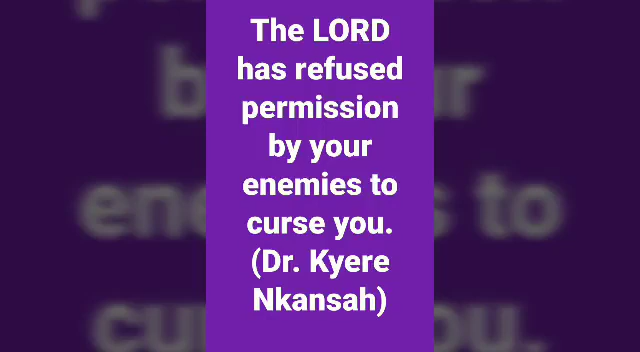 The LORD
has refused
permission
by your
enemies to
curse you.
(Dr. Kyere
Nkansah)